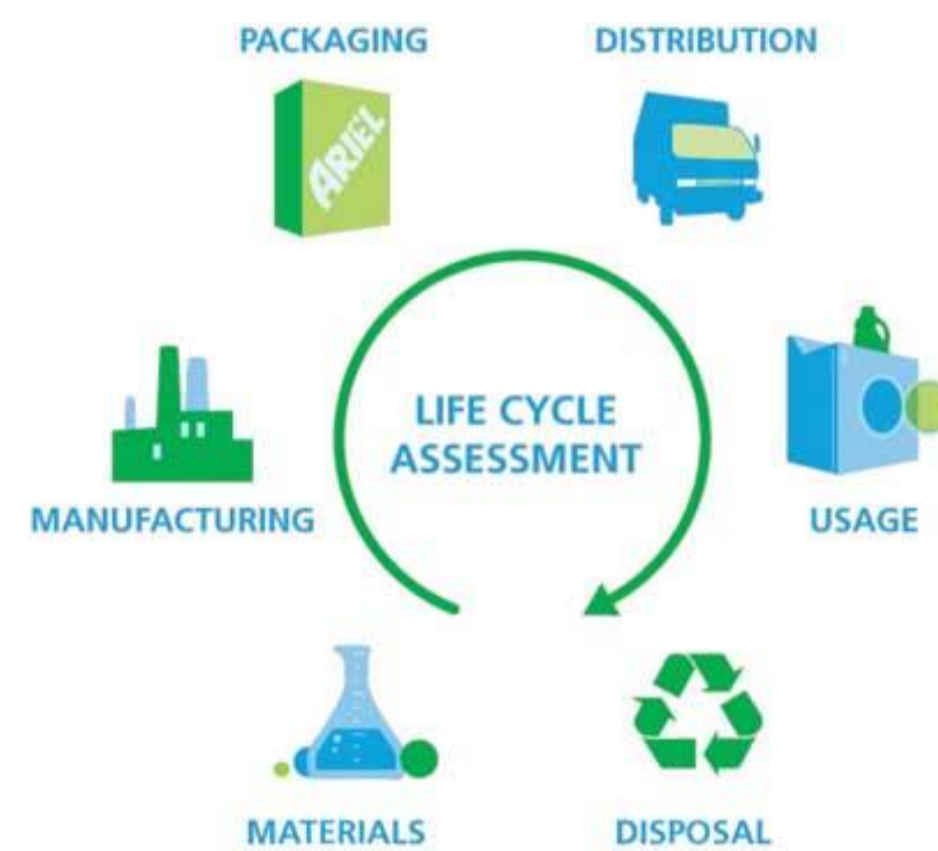 PACKAGING
DISTRIBUTION
ARIEL
LIFE CYCLE
ASSESSMENT
MANUFACTURING
USAGE
MATERIALS
DISPOSAL